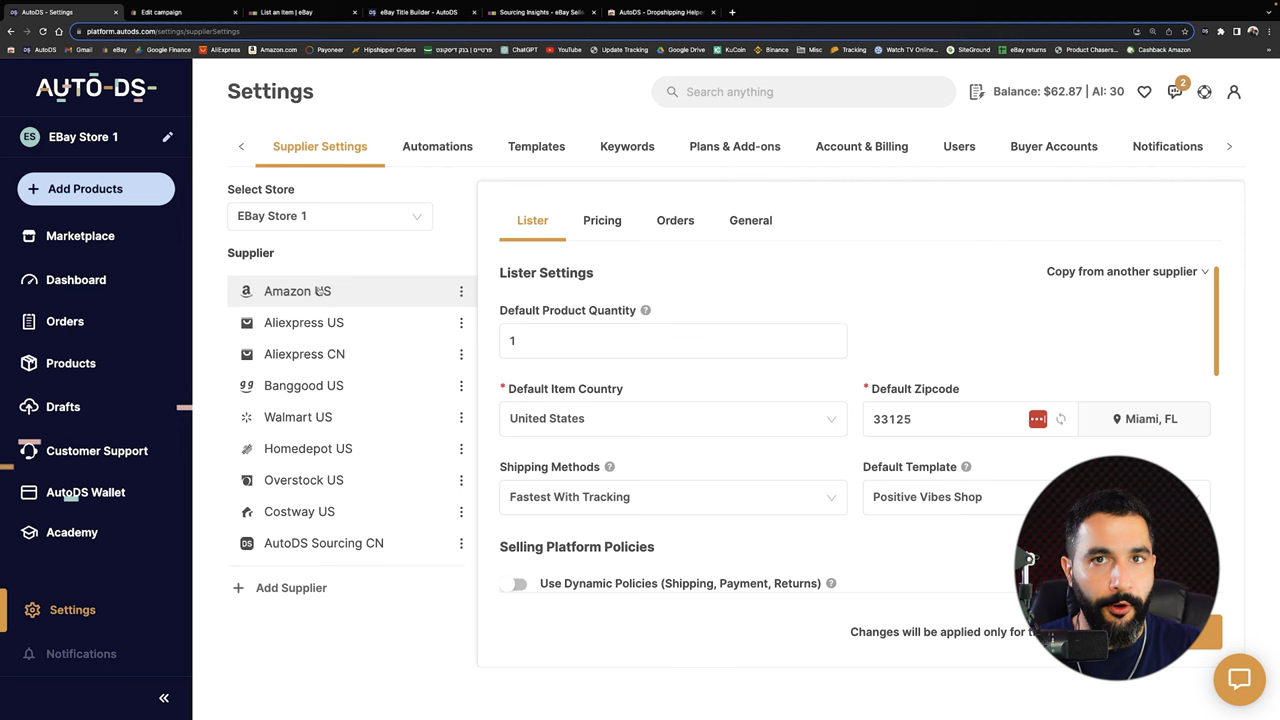 AutoDS - Settings
Edit campaign
List an item | eBay
eBay Title Builder - AutoDS
Sourcing Insights - eBay Selle
AutoDS - Dropshipping Helpe
platform.autods.com/settings/supplierSettings
AutoDS
Gmail
eBay
Google Finance
AliExpress
Amazon.com
Payoneer
Hipshipper Orders
ChatGPT
YouTube
Update Tracking
Google Drive
KuCoin
Binance
Misc
Tracking
Watch TV Online...
SiteGround
eBay returns
Product Chasers...
Cashback Amazon
AUTO-DS-
Settings
Search anything
Balance: $62.87 | AI: 30
2
ES
EBay Store 1
Supplier Settings
Automations
Templates
Keywords
Plans & Add-ons
Account & Billing
Users
Buyer Accounts
Notifications
+ Add Products
Marketplace
Dashboard
Orders
Products
Drafts
Customer Support
AutoDS Wallet
Academy
Settings
Notifications
Select Store
EBay Store 1
Supplier
Amazon US
Aliexpress US
Aliexpress CN
Banggood US
Walmart US
Homedepot US
Overstock US
Costway US
DS AutoDS Sourcing CN
+ Add Supplier
Lister
Pricing
Orders
General
Lister Settings
Copy from another supplier
Default Product Quantity
1
* Default Item Country
* Default Zipcode
United States
33125
Miami, FL
Shipping Methods
Default Template
Fastest With Tracking
Positive Vibes Shop
Selling Platform Policies
Use Dynamic Policies (Shipping, Payment, Returns)
Changes will be applied only for